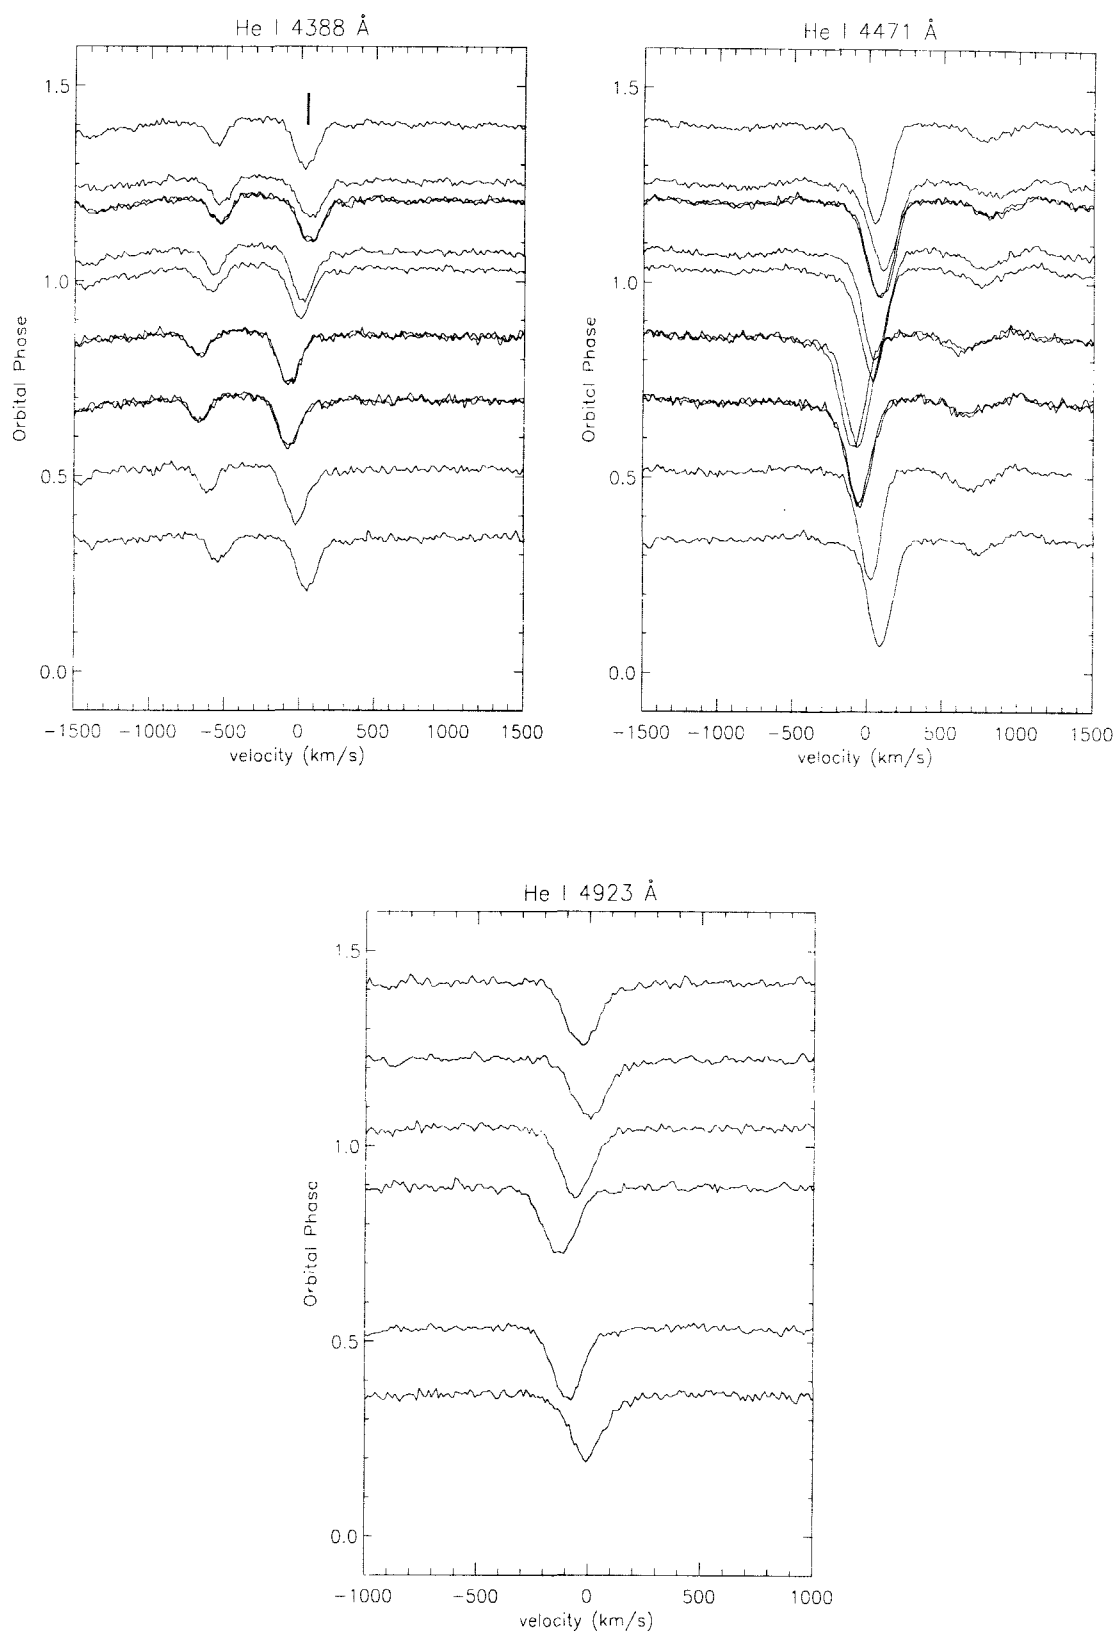 He I 4388 Å
1.5
1.0
0.5
0.0
Orbital Phase
-1500 -1000 -500 0 500 1000 1500
velocity (km/s)
He I 4471 Å
1.5
1.0
0.5
0.0
Orbital Phase
-1500 -1000 -500 0 500 1000 1500
velocity (km/s)
He I 4923 Å
1.5
1.0
0.5
0.0
Orbital Phase
-1000 -500 0 500 1000
velocity (km/s)